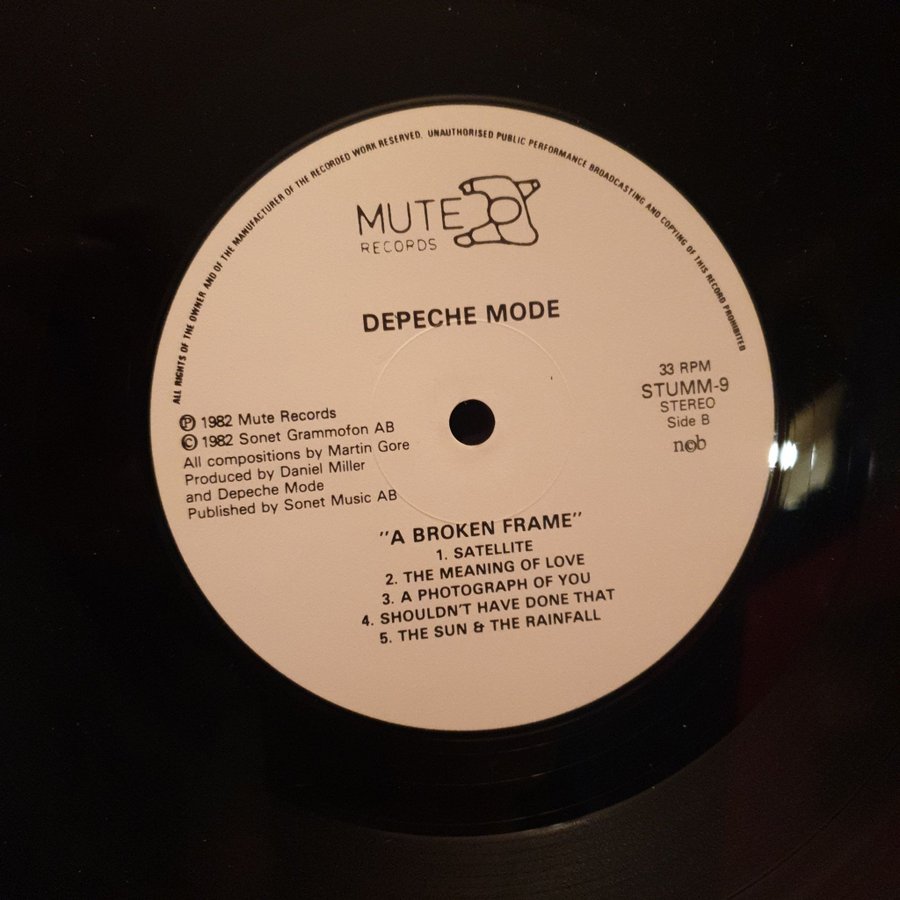 ALL RIGHTS OF THE OWNER AND OF THE MANUFACTURER OF THE RECORDED WORK RESERVED. UNAUTHORISED PUBLIC PERFORMANCE BROADCASTING AND COPYING OF THIS RECORD PROHIBITED
MUTE
RECORDS
DEPECHE MODE
33 RPM
STUMM-9
STEREO
Side B
n©b
℗ 1982 Mute Records
© 1982 Sonet Grammofon AB
All compositions by Martin Gore
Produced by Daniel Miller
and Depeche Mode
Published by Sonet Music AB
"A BROKEN FRAME"
1. SATELLITE
2. THE MEANING OF LOVE
3. A PHOTOGRAPH OF YOU
4. SHOULDN'T HAVE DONE THAT
5. THE SUN & THE RAINFALL